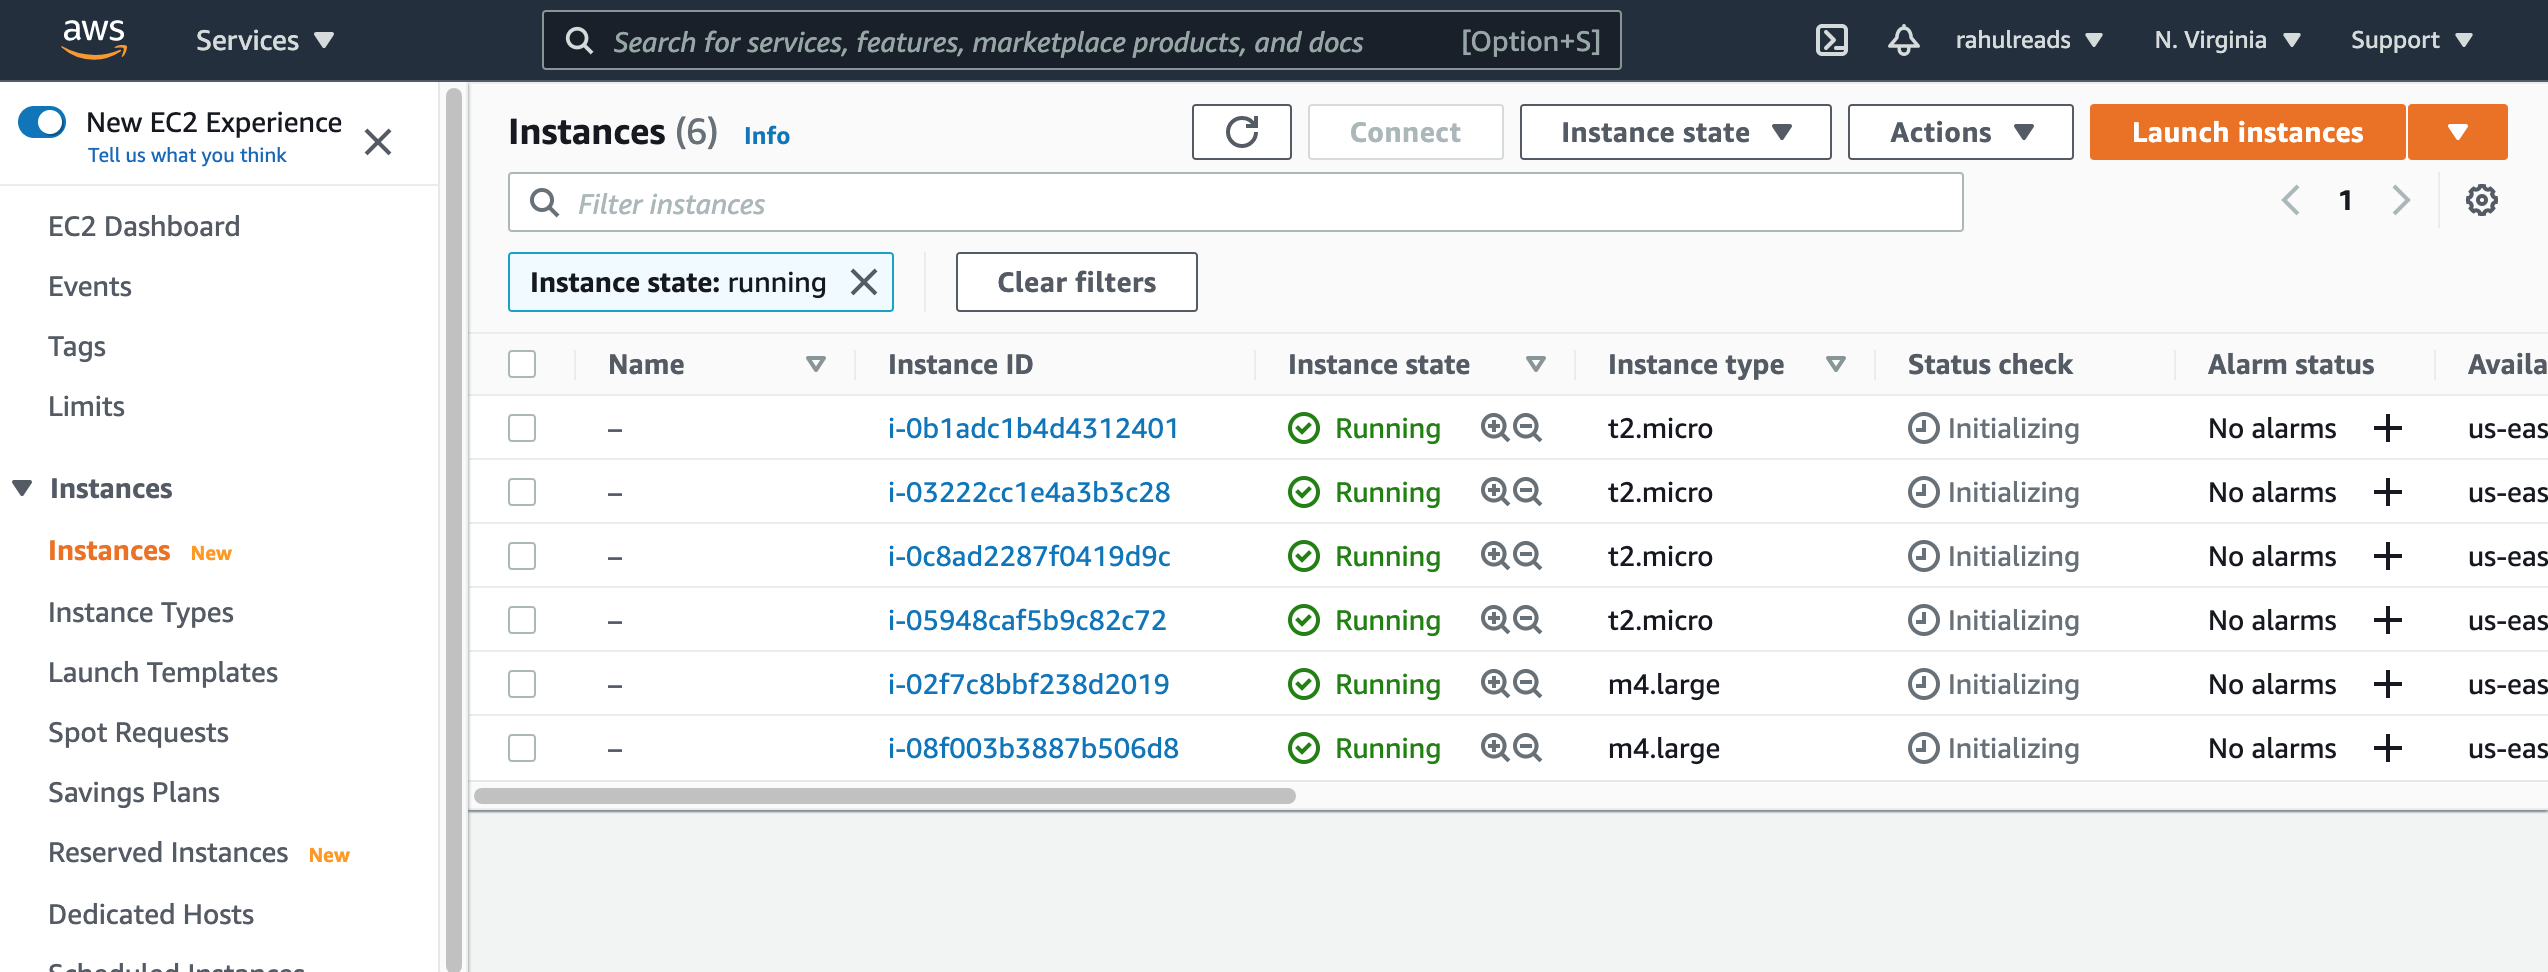 aws
Services
Search for services, features, marketplace products, and docs [Option+S]
rahulreads
N. Virginia
Support
New EC2 Experience
Tell us what you think
EC2 Dashboard
Events
Tags
Limits
Instances
Instances New
Instance Types
Launch Templates
Spot Requests
Savings Plans
Reserved Instances New
Dedicated Hosts
Scheduled Instances
Instances (6) Info
Connect
Instance state
Actions
Launch instances
Filter instances
1
Instance state: running
Clear filters
Name Instance ID Instance state Instance type Status check Alarm status Availa
– i-0b1adc1b4d4312401 Running t2.micro Initializing No alarms us-eas
– i-03222cc1e4a3b3c28 Running t2.micro Initializing No alarms us-eas
– i-0c8ad2287f0419d9c Running t2.micro Initializing No alarms us-eas
– i-05948caf5b9c82c72 Running t2.micro Initializing No alarms us-eas
– i-02f7c8bbf238d2019 Running m4.large Initializing No alarms us-eas
– i-08f003b3887b506d8 Running m4.large Initializing No alarms us-eas